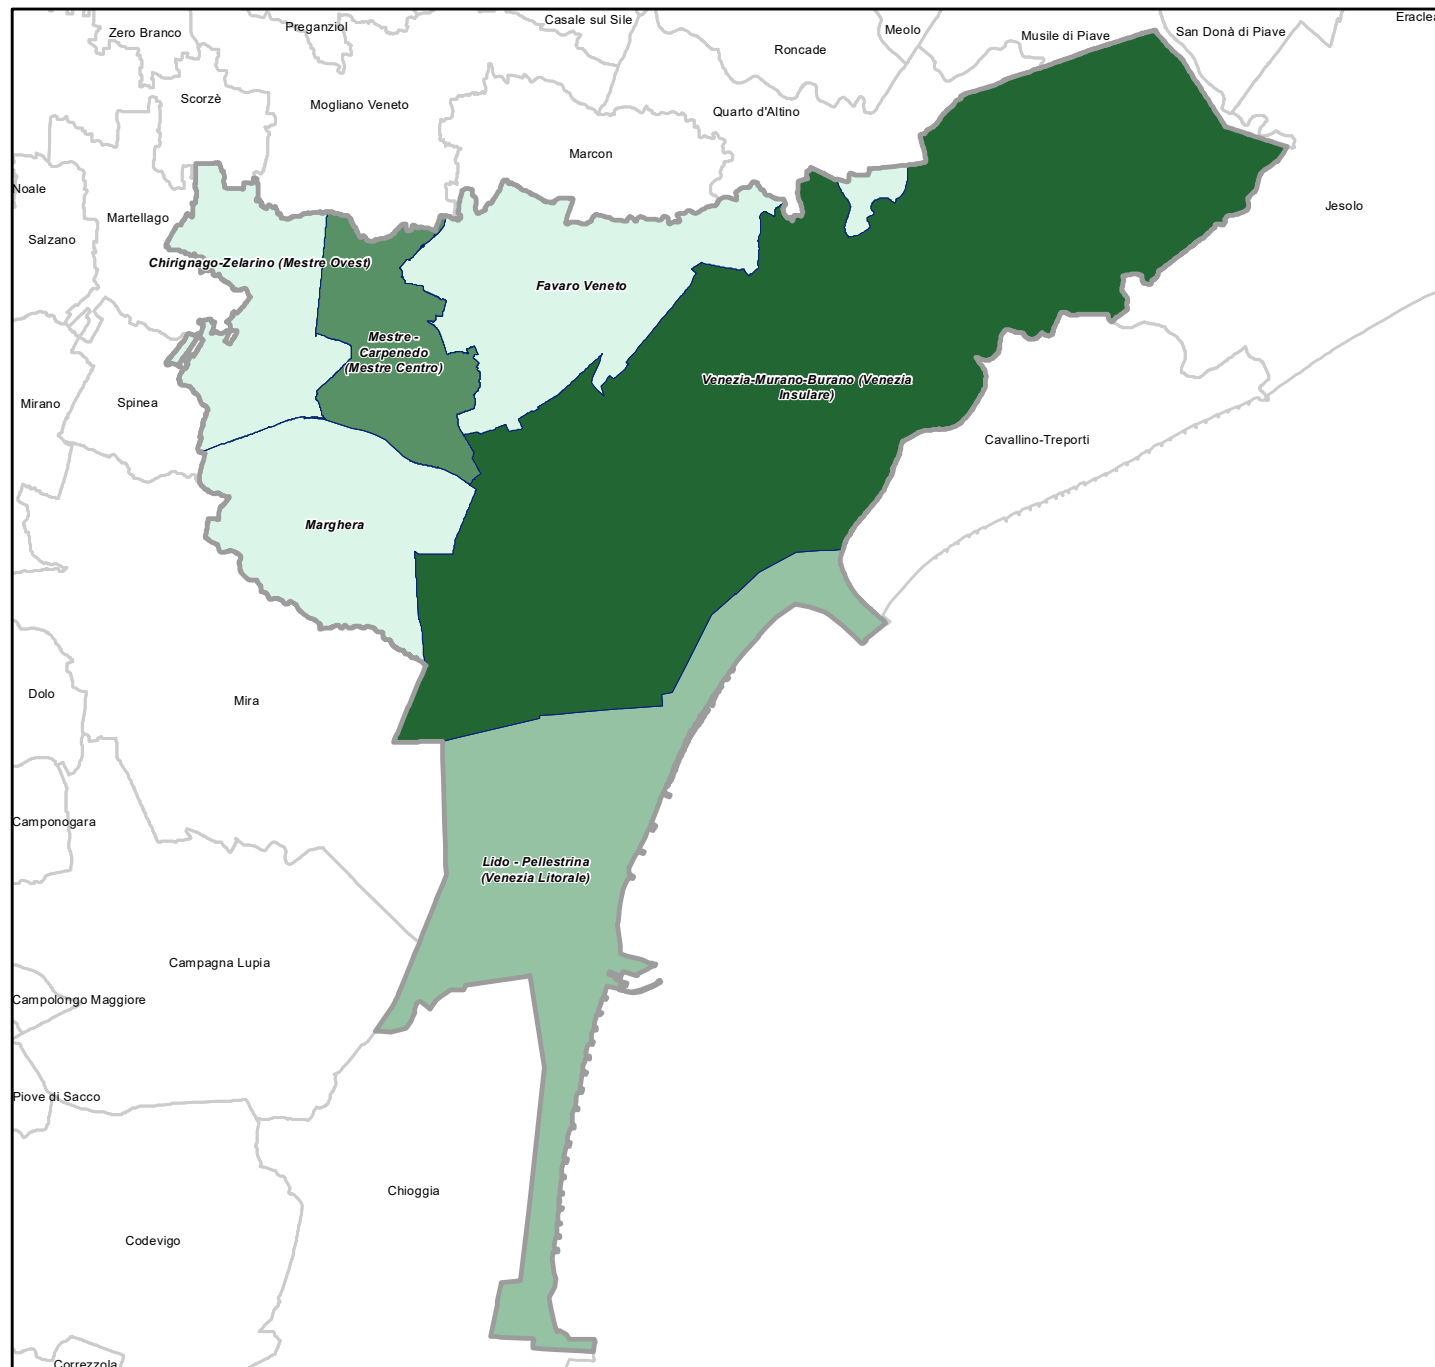 Eraclea
Casale sul Sile
Preganziol
Meolo
San Donà di Piave
Zero Branco
Musile di Piave
Roncade
Scorzè
Mogliano Veneto
Quarto d'Altino
Marcon
Noale
Jesolo
Martellago
Salzano
Chirignago-Zelarino (Mestre Ovest)
Favaro Veneto
Mestre -
Carpenedo
(Mestre Centro)
Venezia-Murano-Burano (Venezia
Insulare)
Mirano
Spinea
Cavallino-Treporti
Marghera
Dolo
Mira
Camponogara
Lido - Pellestrina
(Venezia Litorale)
Campagna Lupia
Campolongo Maggiore
Piove di Sacco
Chioggia
Codevigo
Correzzola